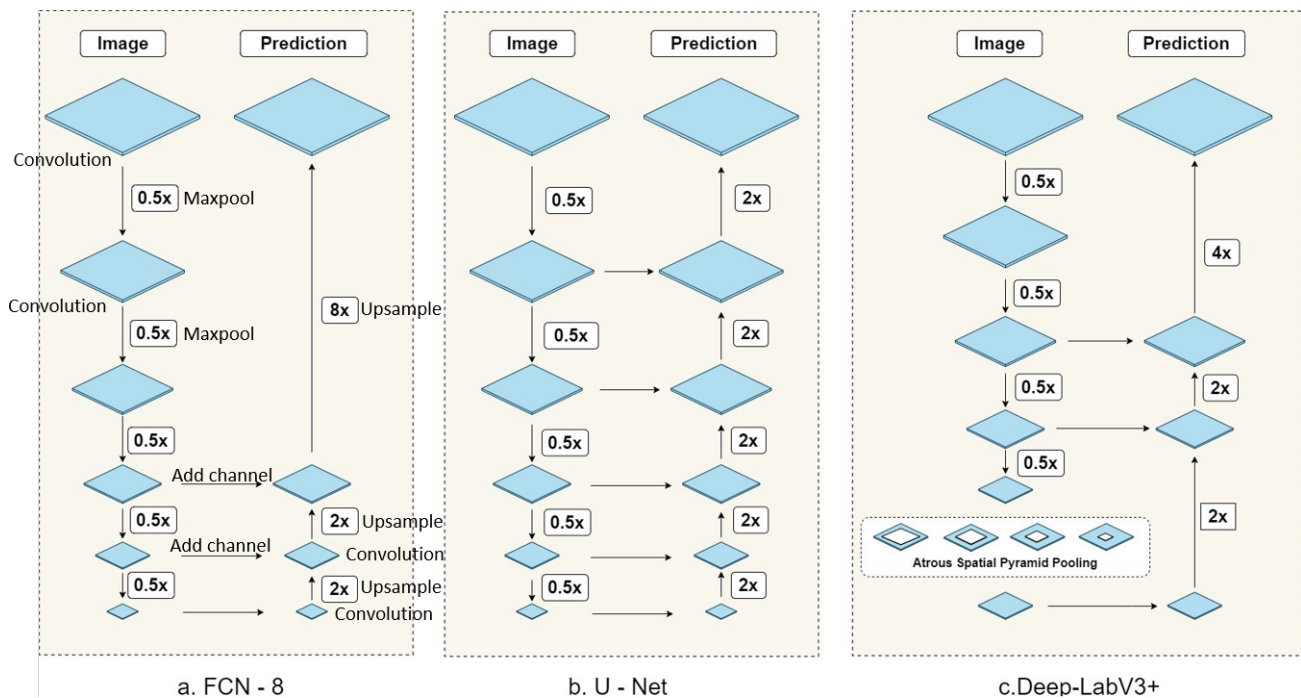 Image
Prediction
Convolution
0.5x Maxpool
Convolution
8x Upsample
0.5x Maxpool
0.5x
Add channel
0.5x
2x Upsample
Add channel
Convolution
0.5x
2x Upsample
Convolution
a. FCN - 8
Image
Prediction
0.5x
2x
0.5x
2x
0.5x
2x
0.5x
2x
0.5x
2x
b. U - Net
Image
Prediction
0.5x
4x
0.5x
0.5x
2x
0.5x
2x
Atrous Spatial Pyramid Pooling
c.Deep-LabV3+